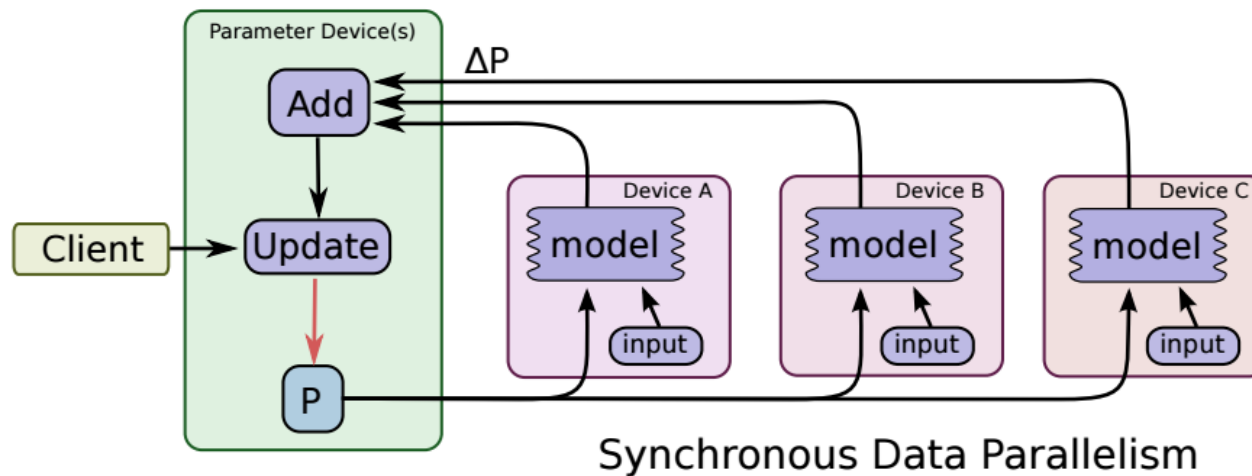 Parameter Device(s)
ΔP
Add
Device A
Device B
Device C
Client
Update
model
model
model
input
input
input
P
Synchronous Data Parallelism